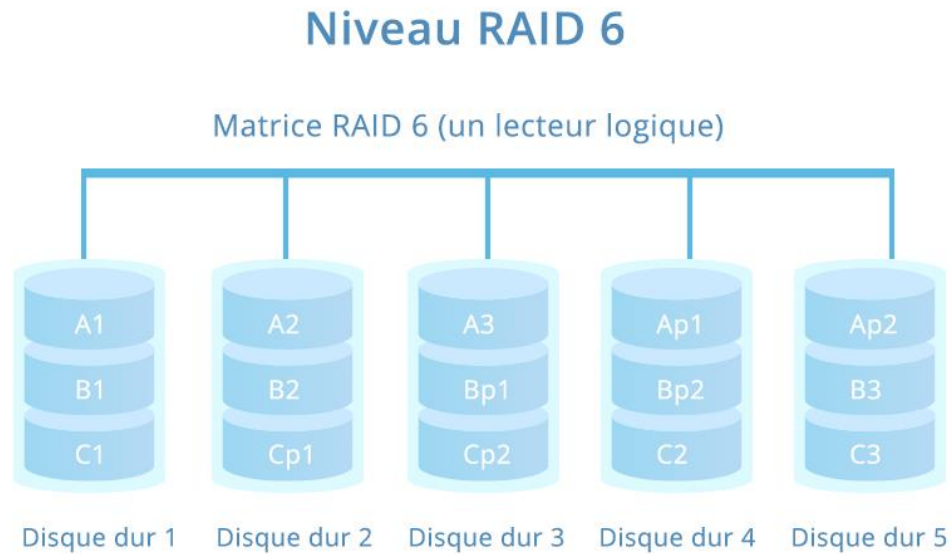 Niveau RAID 6
Matrice RAID 6 (un lecteur logique)
A1 A2 A3 Ap1 Ap2
B1 B2 Bp1 Bp2 B3
C1 Cp1 Cp2 C2 C3
Disque dur 1 Disque dur 2 Disque dur 3 Disque dur 4 Disque dur 5